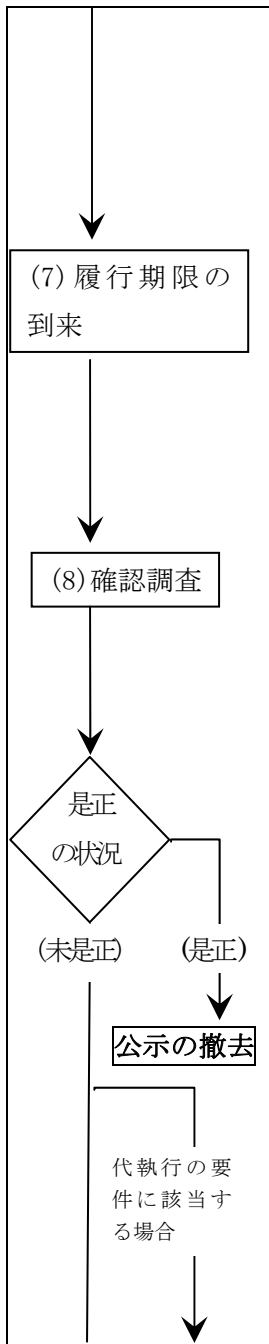 (7)履行期限の
到来
(8)確認調査
是正
の状況
(未是正) (是正)
公示の撤去
代執行の要
件に該当す
る場合